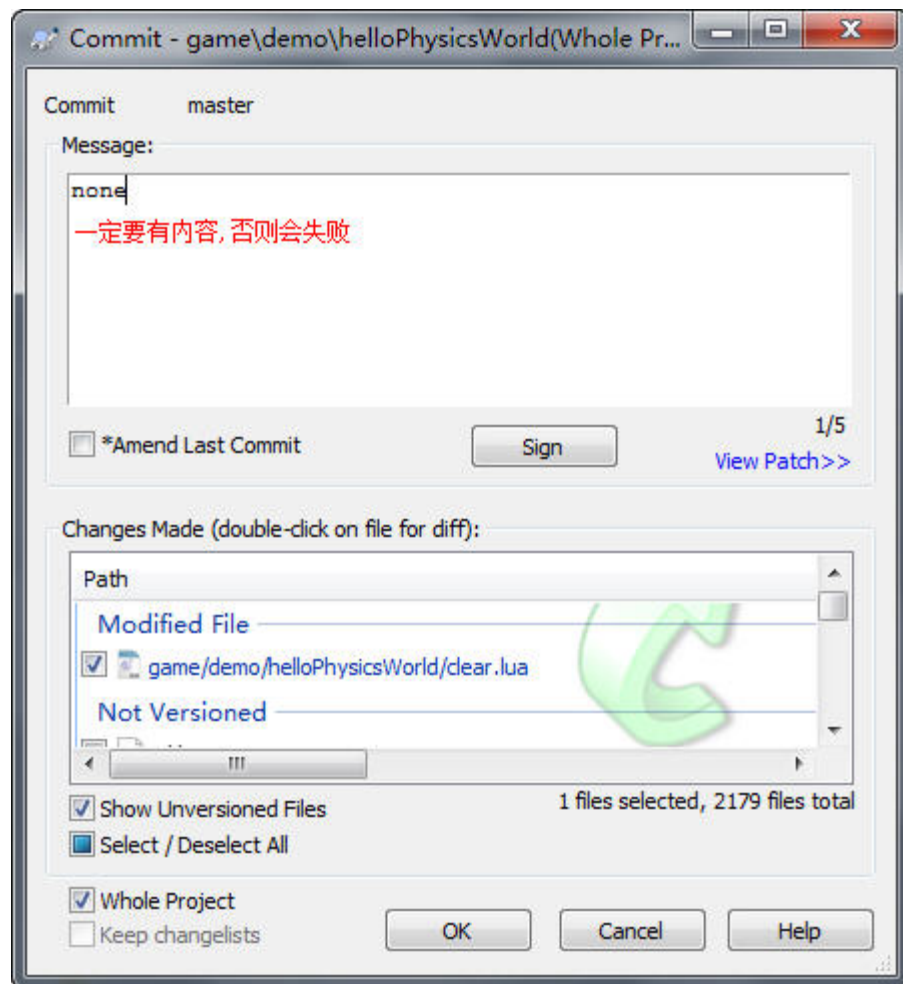 Commit - game\demo\helloPhysicsWorld(Whole Pr...
Commit master
Message:
none
一定要有内容,否则会失败
*Amend Last Commit
Sign
1/5
View Patch>>
Changes Made (double-click on file for diff):
Path
Modified File
game/demo/helloPhysicsWorld/clear.lua
Not Versioned
Show Unversioned Files
1 files selected, 2179 files total
Select / Deselect All
Whole Project
Keep changelists
OK
Cancel
Help